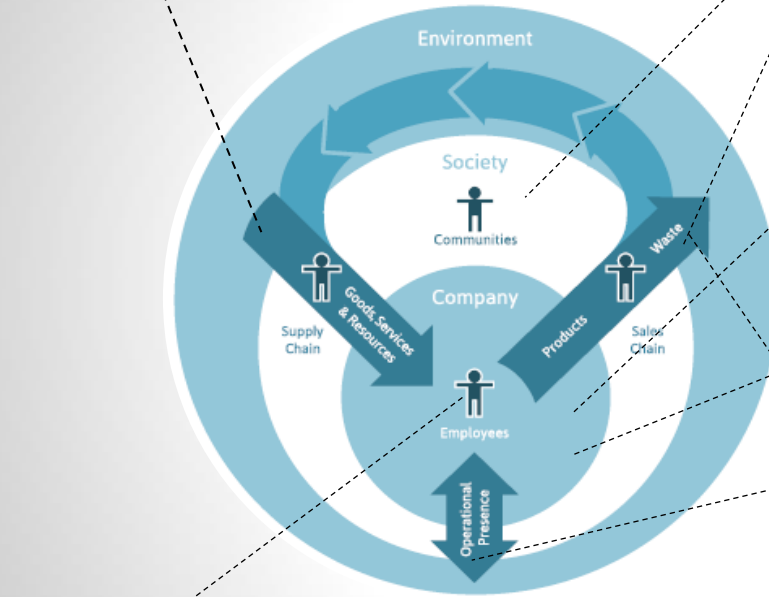 Environment
Society
Communities
Company
Goods, Services
& Resources
Supply
Chain
Products
Waste
Sales
Chain
Employees
Operational
Presence